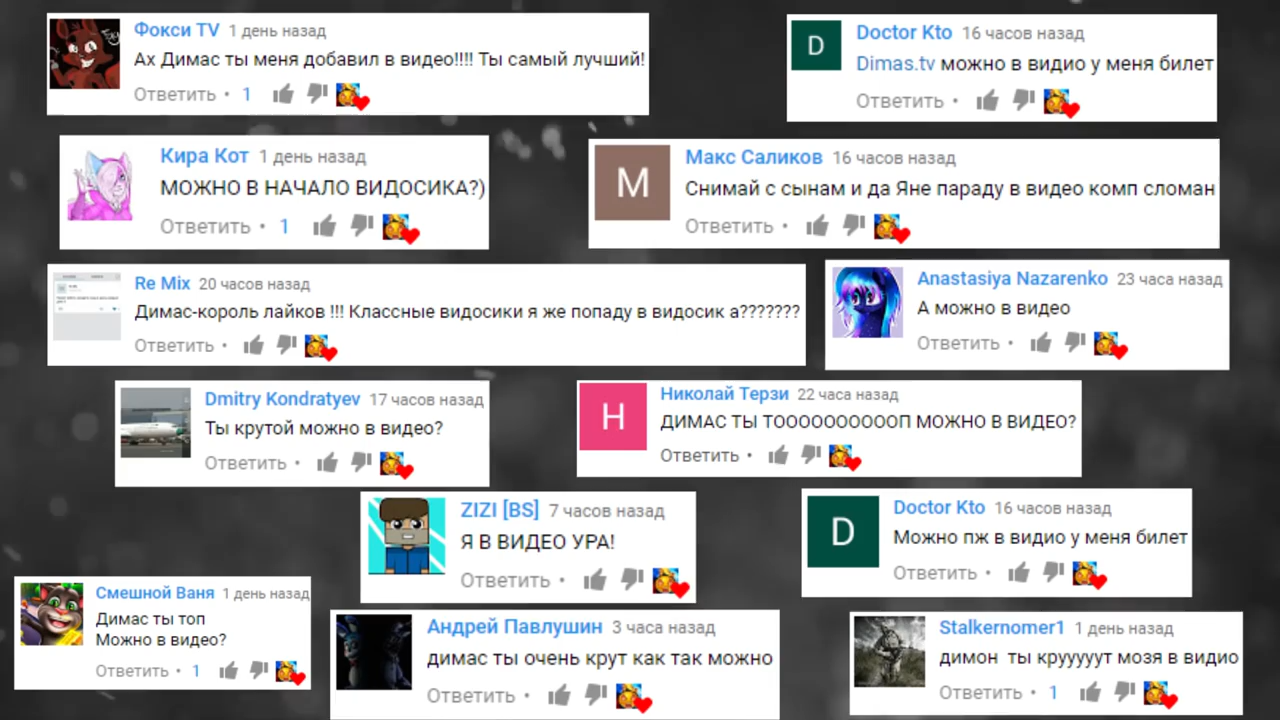 Фокси TV 1 день назад
Ах Димас ты меня добавил в видео!!!! Ты самый лучший!
Ответить • 1
D
Doctor Kto 16 часов назад
Dimas.tv можно в видио у меня билет
Ответить •
Кира Кот 1 день назад
МОЖНО В НАЧАЛО ВИДОСИКА?)
Ответить • 1
М
Макс Саликов 16 часов назад
Снимай с сынам и да Яне параду в видео комп сломан
Ответить •
Re Mix 20 часов назад
Димас-король лайков !!! Классные видосики я же попаду в видосик а???????
Ответить •
Anastasiya Nazarenko 23 часа назад
А можно в видео
Ответить •
Dmitry Kondratyev 17 часов назад
Ты крутой можно в видео?
Ответить •
Н
Николай Терзи 22 часа назад
ДИМАС ТЫ ТООООООООООП МОЖНО В ВИДЕО?
Ответить •
ZIZI [BS] 7 часов назад
Я В ВИДЕО УРА!
Ответить •
D
Doctor Kto 16 часов назад
Можно пж в видио у меня билет
Ответить •
Смешной Ваня 1 день назад
Димас ты топ
Можно в видео?
Ответить • 1
Андрей Павлушин 3 часа назад
димас ты очень крут как так можно
Ответить •
Stalkernomer1 1 день назад
димон ты круууут мозя в видио
Ответить • 1